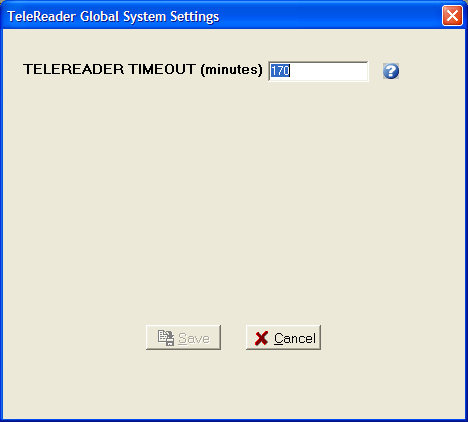 TeleReader Global System Settings
TELEREADER TIMEOUT (minutes) 170 ?
Save Cancel